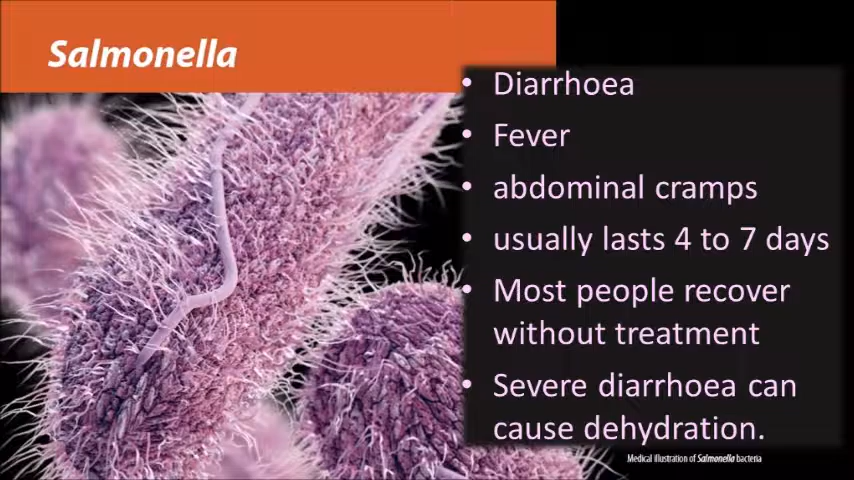 Salmonella
• Diarrhoea
• Fever
• abdominal cramps
• usually lasts 4 to 7 days
• Most people recover
without treatment
• Severe diarrhoea can
cause dehydration.
Medical illustration of Salmonella bacteria